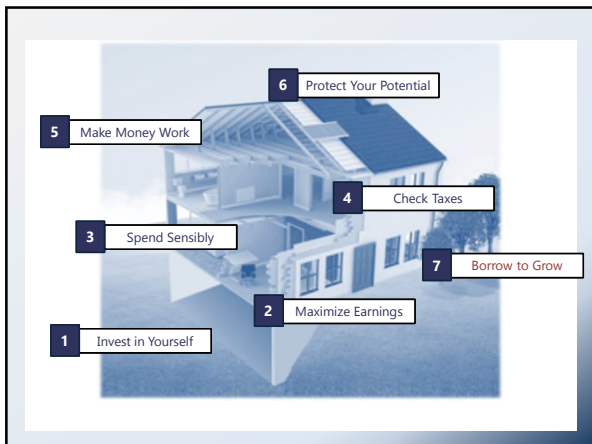 6 Protect Your Potential
5 Make Money Work
4 Check Taxes
3 Spend Sensibly
7 Borrow to Grow
2 Maximize Earnings
1 Invest in Yourself